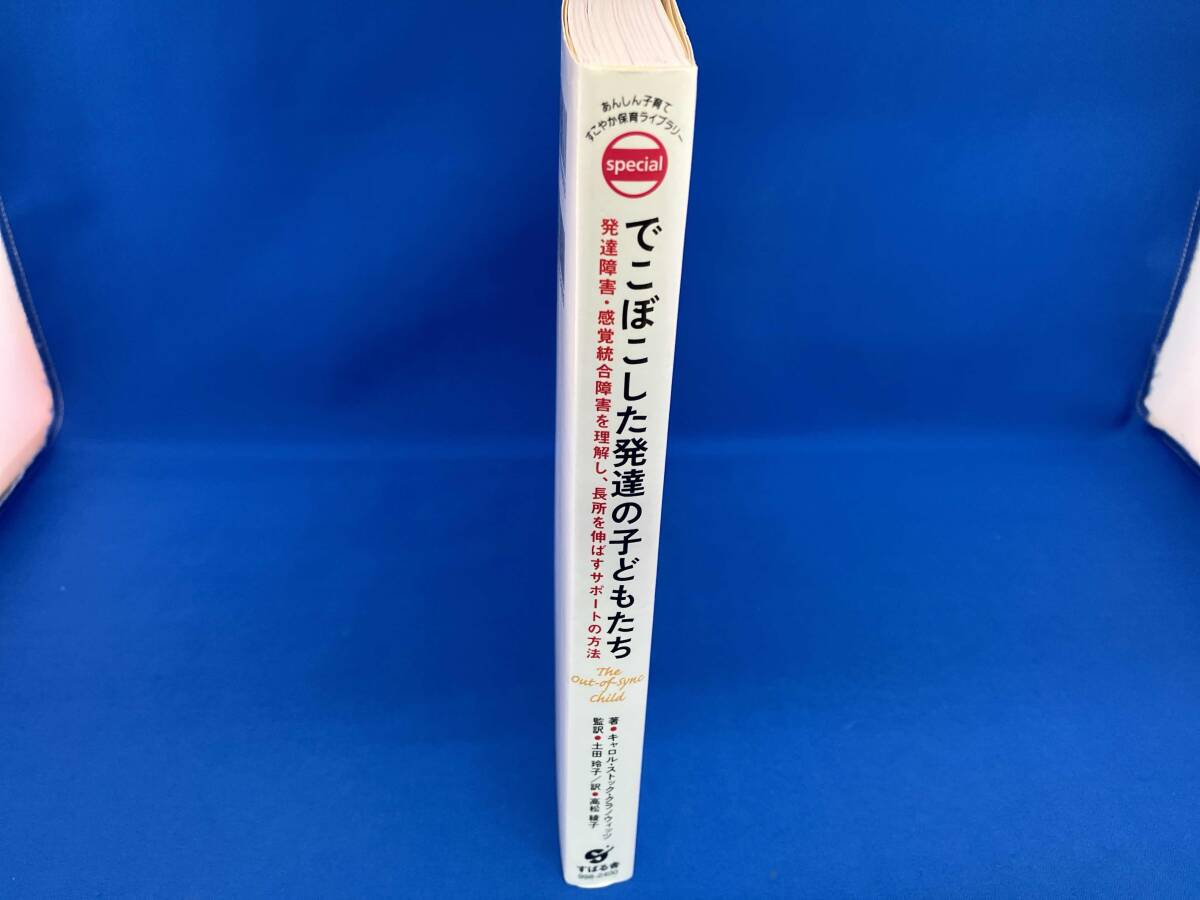 あんしん子育て
すこやか保育ライブラリー
special
でこぼこした発達の子どもたち
発達障害・感覚統合障害を理解し、長所を伸ばすサポートの方法
The
Out-of-Sync
Child
著●キャロル・ストック・クラノウィッツ
監訳●土田 玲子／訳●高松 綾子
すばる舎